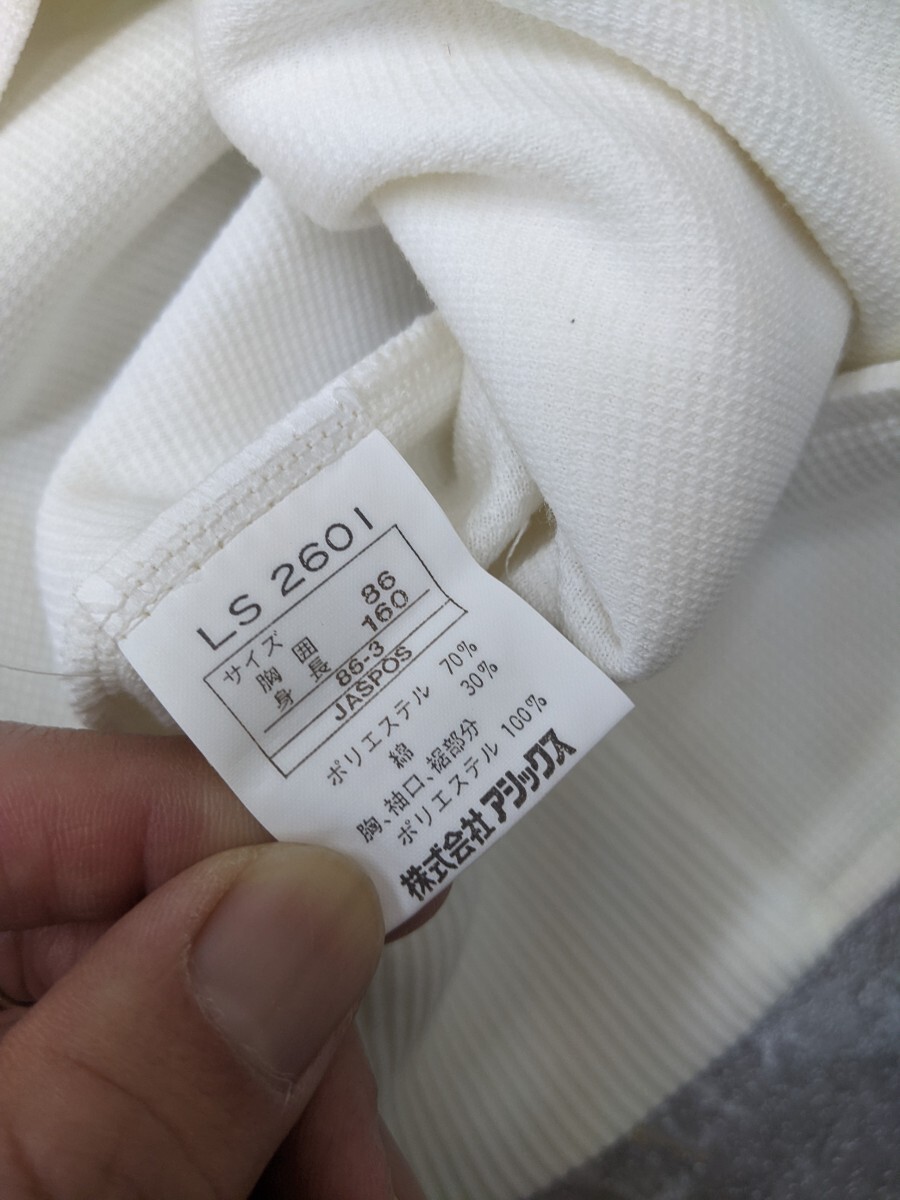 LS 2601
サイズ
胸囲 86
身長 160
86-3
JASPOS
ポリエステル 70%
綿 30%
胸、袖口、裾部分
ポリエステル 100%
株式会社アシックス